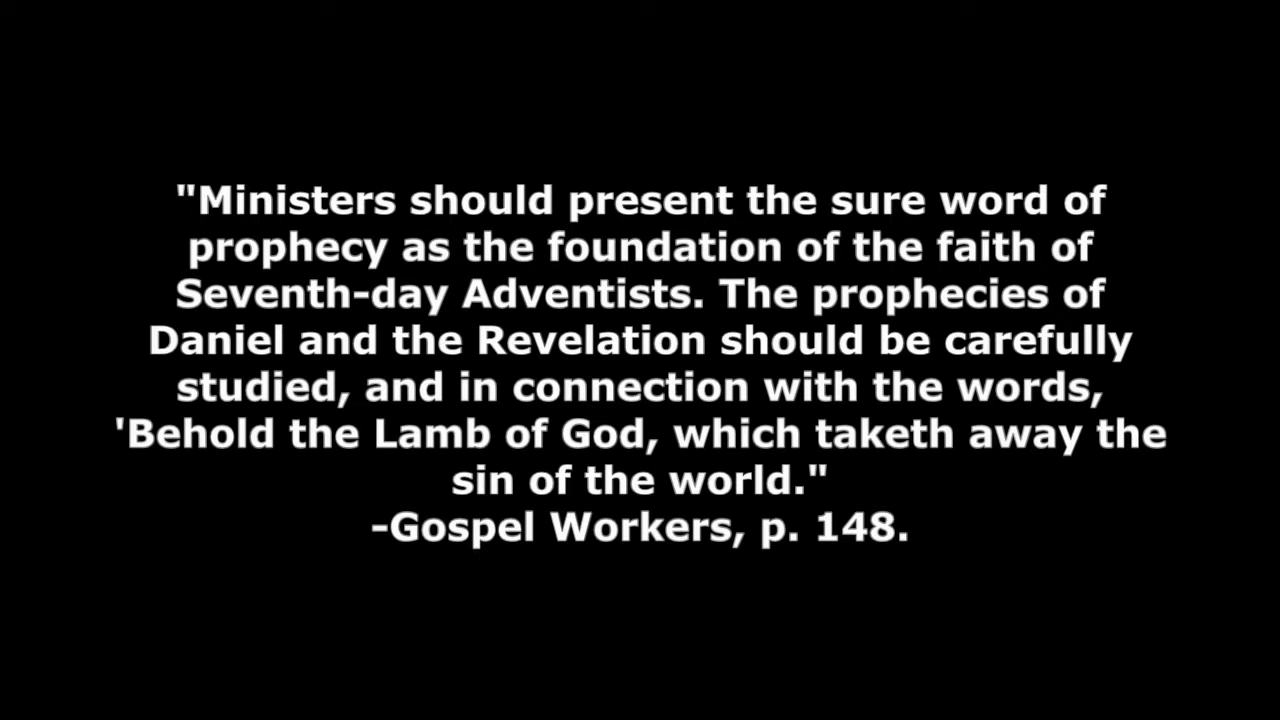 "Ministers should present the sure word of
prophecy as the foundation of the faith of
Seventh-day Adventists. The prophecies of
Daniel and the Revelation should be carefully
studied, and in connection with the words,
'Behold the Lamb of God, which taketh away the
sin of the world."
-Gospel Workers, p. 148.